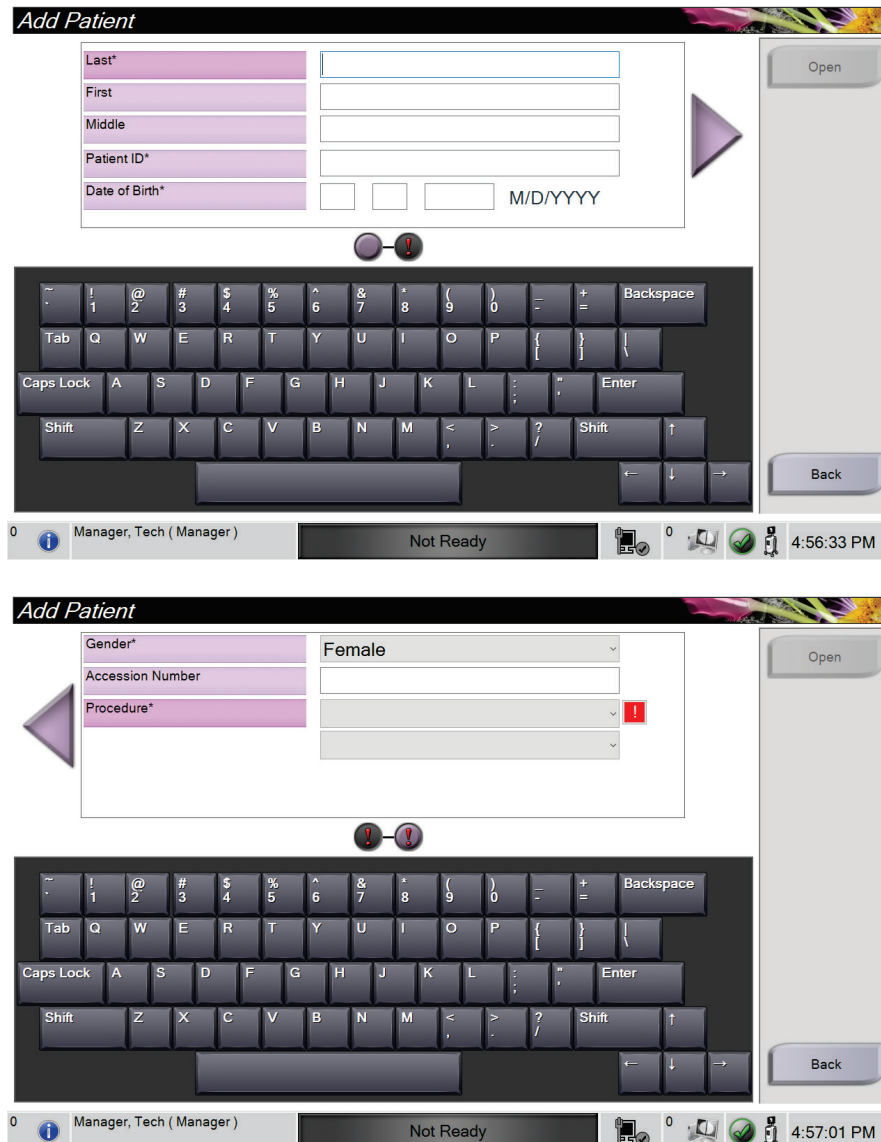 Add Patient
Last*
Open
First
Middle
Patient ID*
Date of Birth* M/D/YYYY
~ ! @ # $ % ^ & * ( ) _ + Backspace
` 1 2 3 4 5 6 7 8 9 0 - =
Tab Q W E R T Y U I O P { } |
[ ] \
Caps Lock A S D F G H J K L : " Enter
; '
Shift Z X C V B N M < > ? Shift ↑
, . /
← ↓ →
Back
0 Manager, Tech ( Manager ) Not Ready 0 4:56:33 PM
Add Patient
Gender* Female
Open
Accession Number
Procedure* !
~ ! @ # $ % ^ & * ( ) _ + Backspace
` 1 2 3 4 5 6 7 8 9 0 - =
Tab Q W E R T Y U I O P { } |
[ ] \
Caps Lock A S D F G H J K L : " Enter
; '
Shift Z X C V B N M < > ? Shift ↑
, . /
← ↓ →
Back
0 Manager, Tech ( Manager ) Not Ready 0 4:57:01 PM